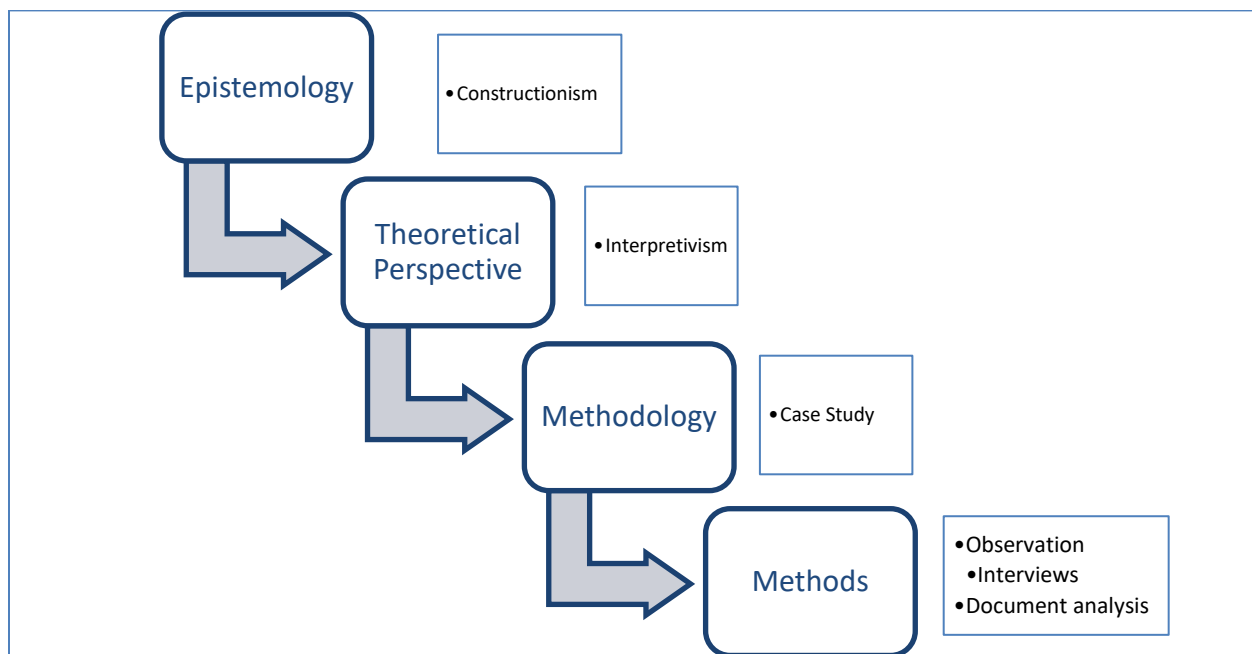 Epistemology
•Constructionism
Theoretical
Perspective
•Interpretivism
Methodology
•Case Study
Methods
•Observation
•Interviews
•Document analysis